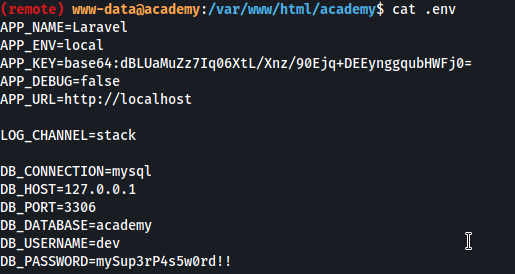 (remote) www-data@academy:/var/www/html/academy$ cat .env
APP_NAME=Laravel
APP_ENV=local
APP_KEY=base64:dBLUaMuZz7Iq06XtL/Xnz/90Ejq+DEEynggqubHWFj0=
APP_DEBUG=false
APP_URL=http://localhost
LOG_CHANNEL=stack
DB_CONNECTION=mysql
DB_HOST=127.0.0.1
DB_PORT=3306
DB_DATABASE=academy
DB_USERNAME=dev
DB_PASSWORD=mySup3rP4s5w0rd!!